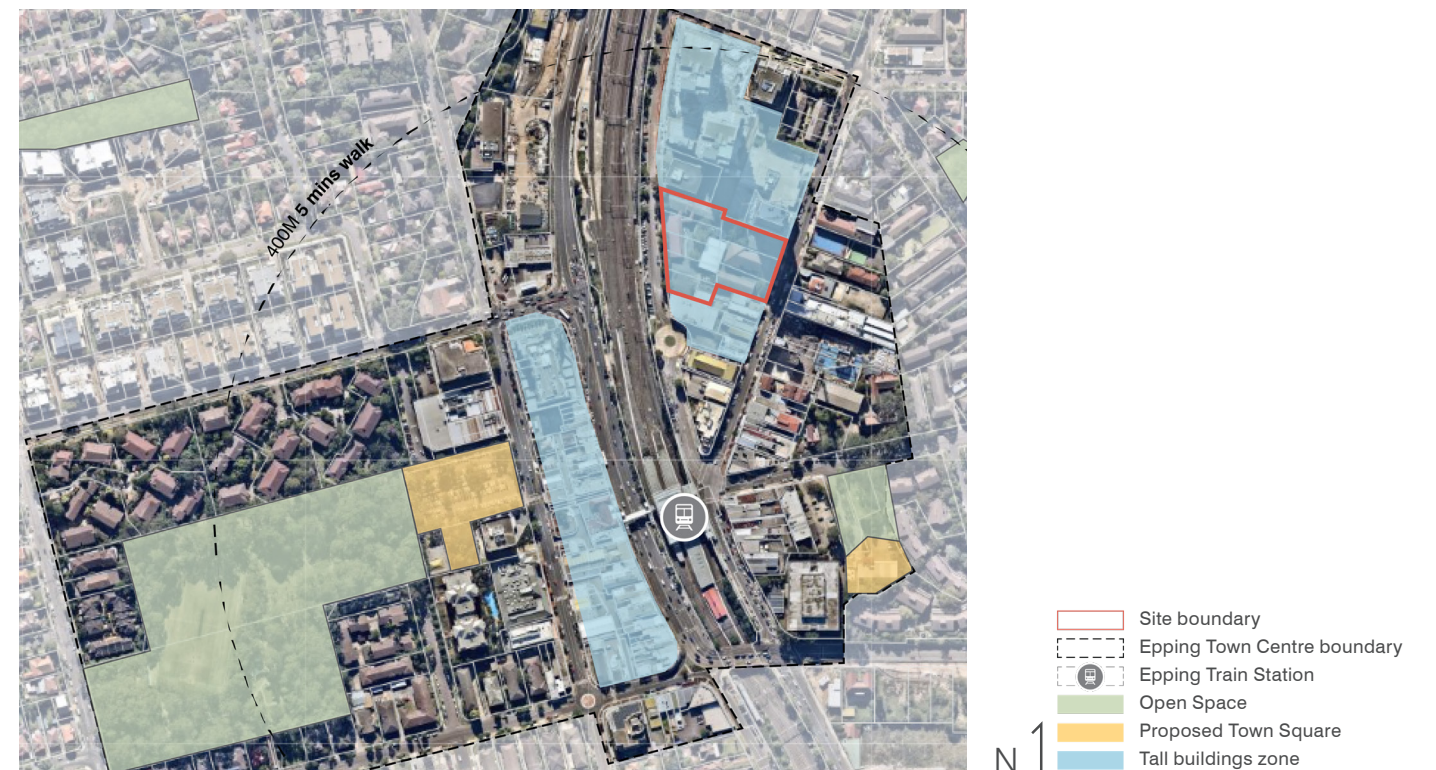 400M 5 mins walk
Site boundary
Epping Town Centre boundary
Epping Train Station
Open Space
Proposed Town Square
Tall buildings zone
N